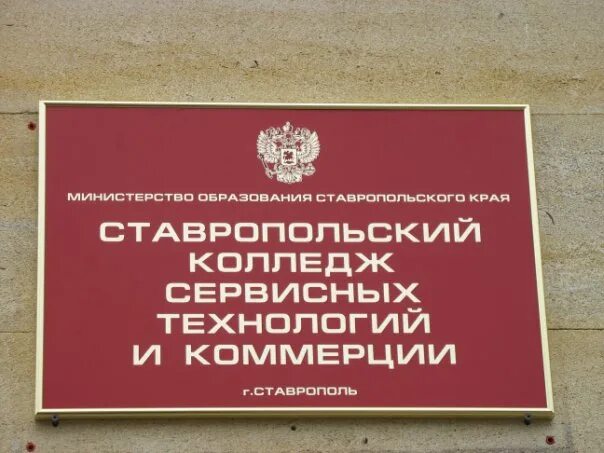 МИНИСТЕРСТВО ОБРАЗОВАНИЯ СТАВРОПОЛЬСКОГО КРАЯ
СТАВРОПОЛЬСКИЙ
КОЛЛЕДЖ
СЕРВИСНЫХ
ТЕХНОЛОГИЙ
И КОММЕРЦИИ
г.СТАВРОПОЛЬ